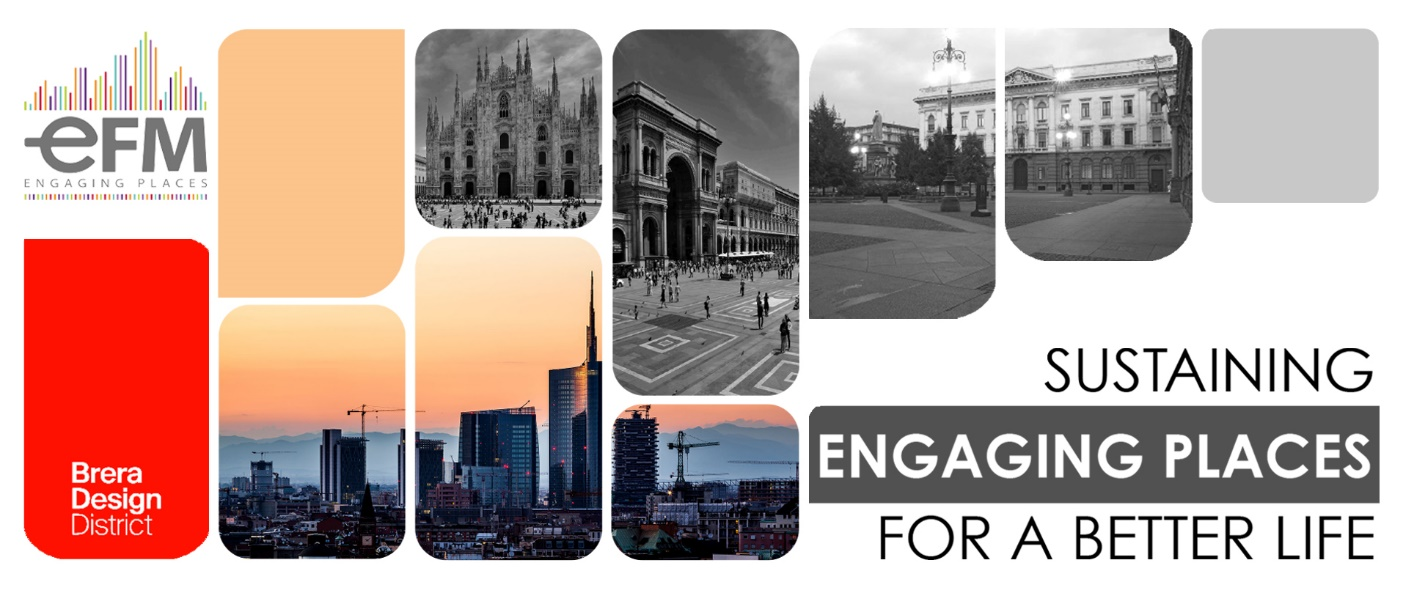 eFM
ENGAGING PLACES
Brera
Design
District
SUSTAINING
ENGAGING PLACES
FOR A BETTER LIFE